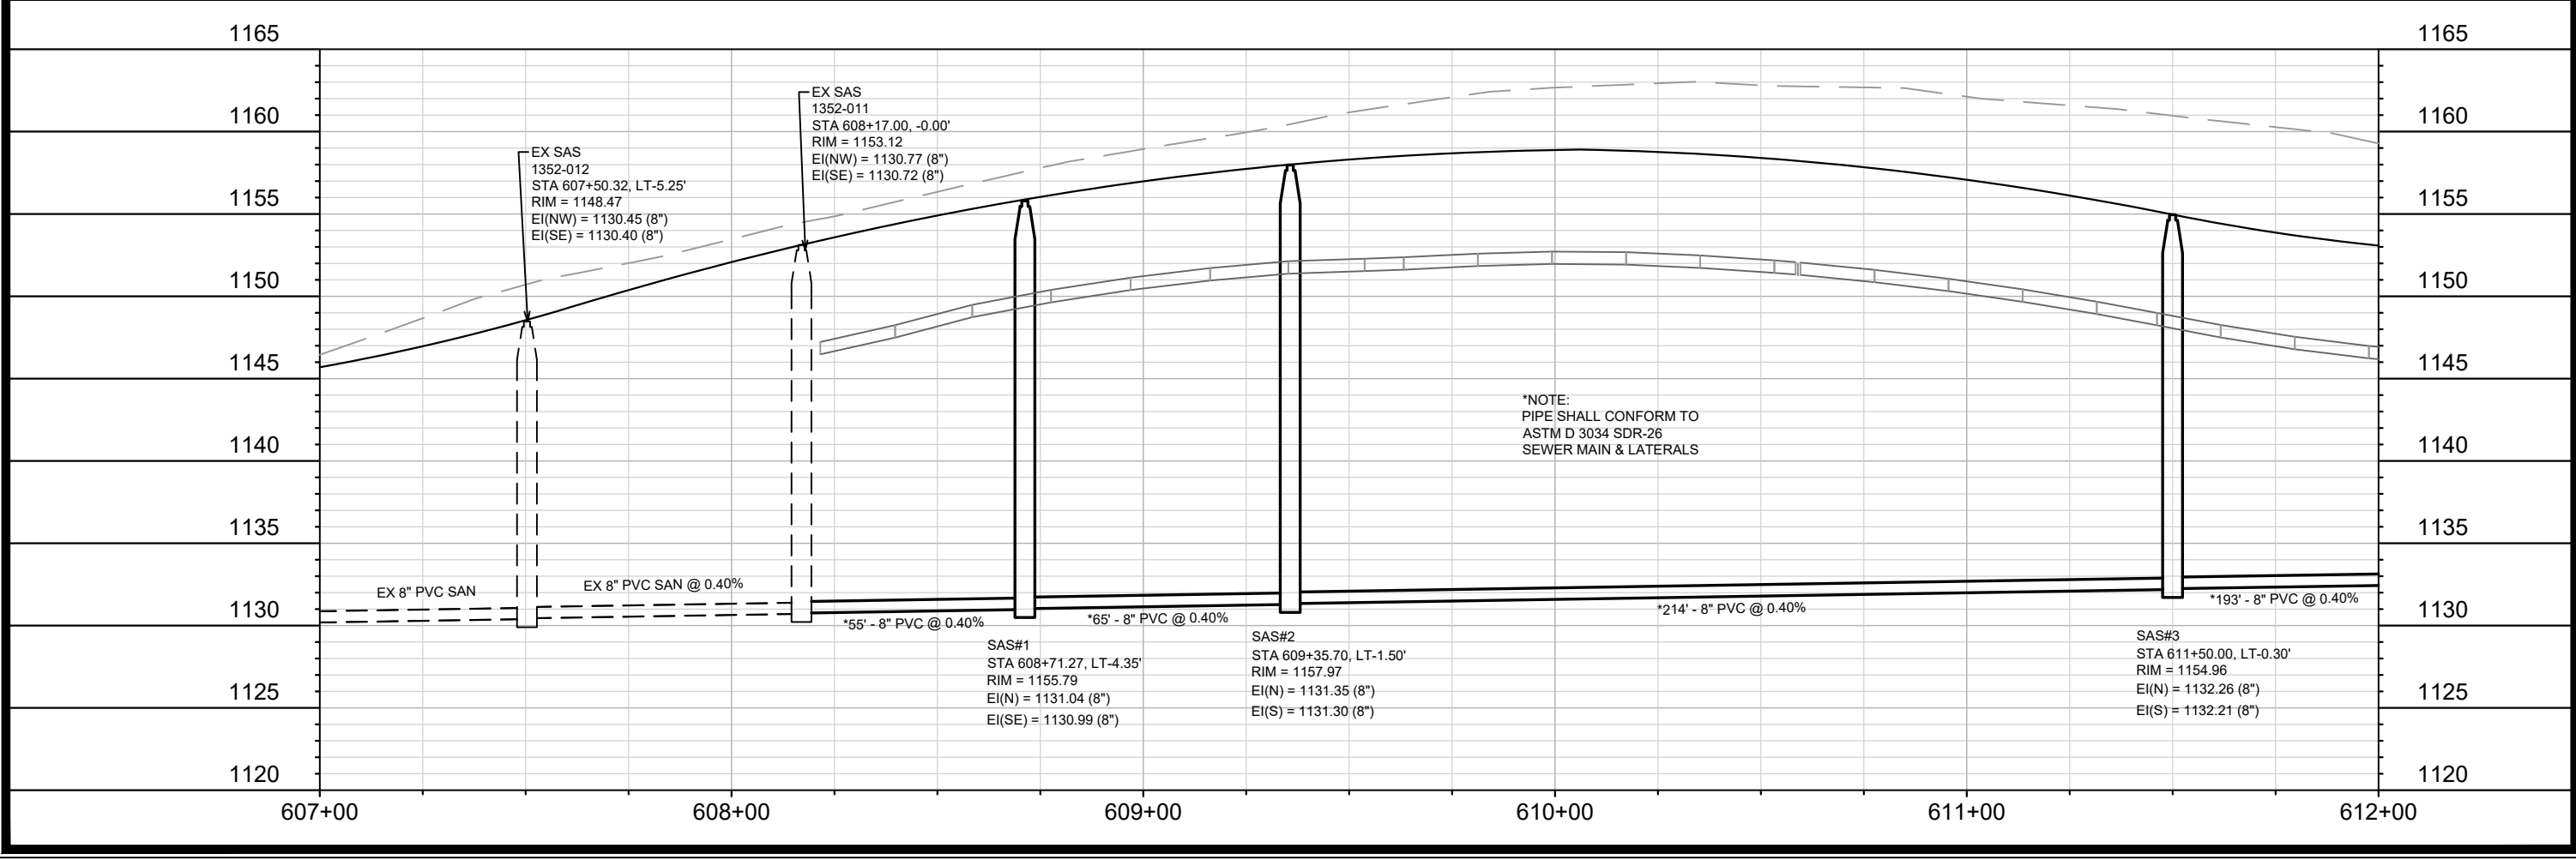 1165
1165
1160
1160
1155
1155
1150
1150
1145
1145
1140
1140
1135
1135
1130
1130
1125
1125
1120
1120
EX SAS
1352-012
STA 607+50.32, LT-5.25'
RIM = 1148.47
EI(NW) = 1130.45 (8")
EI(SE) = 1130.40 (8")
EX SAS
1352-011
STA 608+17.00, -0.00'
RIM = 1153.12
EI(NW) = 1130.77 (8")
EI(SE) = 1130.72 (8")
*NOTE:
PIPE SHALL CONFORM TO
ASTM D 3034 SDR-26
SEWER MAIN & LATERALS
EX 8" PVC SAN
EX 8" PVC SAN @ 0.40%
*55' - 8" PVC @ 0.40%
*65' - 8" PVC @ 0.40%
*214' - 8" PVC @ 0.40%
*193' - 8" PVC @ 0.40%
SAS#1
STA 608+71.27, LT-4.35'
RIM = 1155.79
EI(N) = 1131.04 (8")
EI(SE) = 1130.99 (8")
SAS#2
STA 609+35.70, LT-1.50'
RIM = 1157.97
EI(N) = 1131.35 (8")
EI(S) = 1131.30 (8")
SAS#3
STA 611+50.00, LT-0.30'
RIM = 1154.96
EI(N) = 1132.26 (8")
EI(S) = 1132.21 (8")
607+00
608+00
609+00
610+00
611+00
612+00